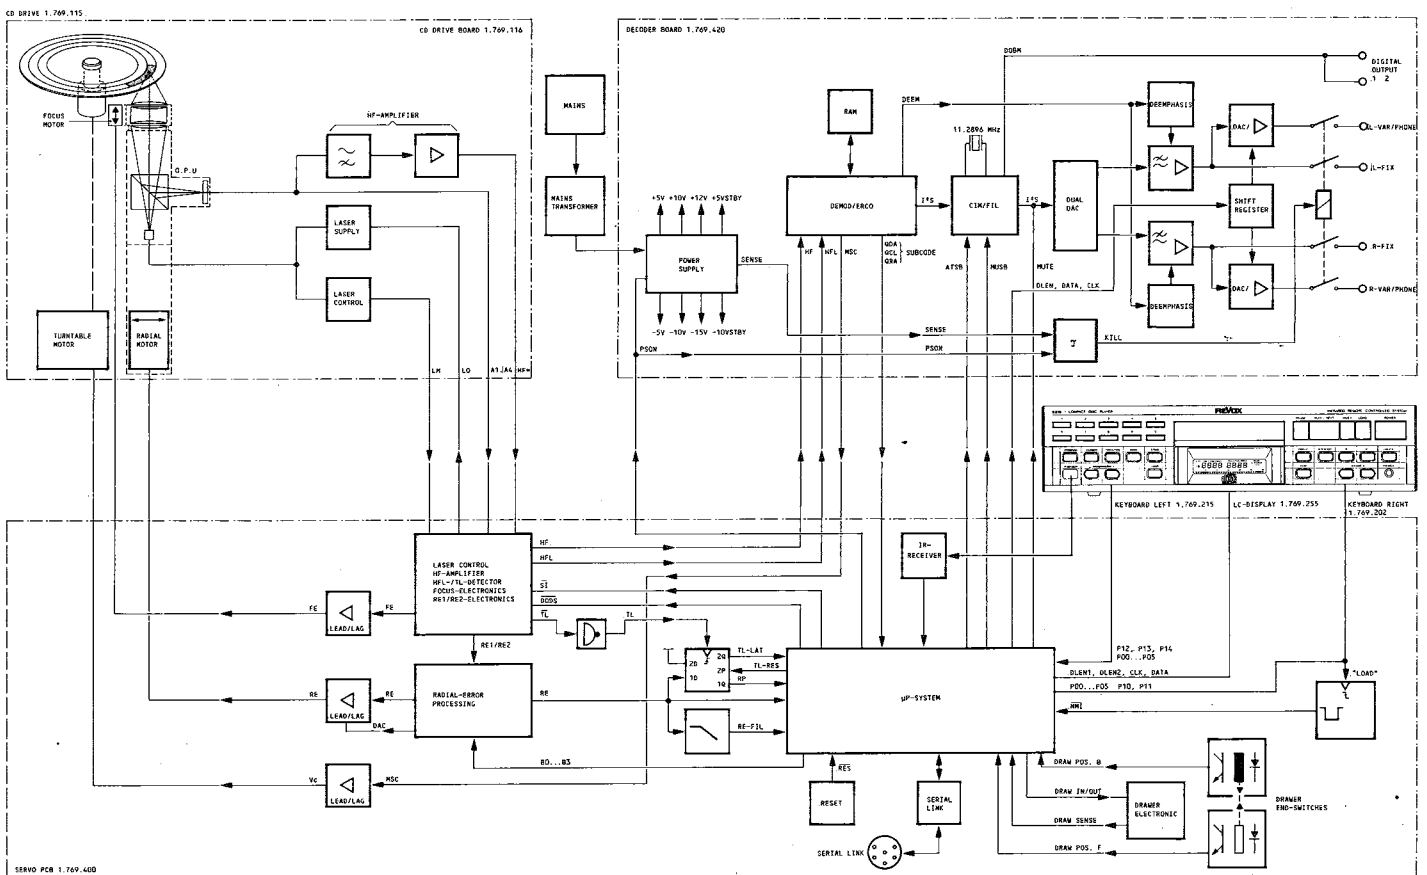 CD DRIVE 1.769.115
CD DRIVE BOARD 1.769.116
FOCUS
MOTOR
O.P.U
HF-AMPLIFIER
LASER
SUPPLY
LASER
CONTROL
TURNTABLE
MOTOR
RADIAL
MOTOR
LM
LO
A1...A4
HF
MAINS
MAINS
TRANSFORMER
DECODER BOARD 1.769.420
+5V +10V +12V +5VSTBY
POWER
SUPPLY
-5V -10V -15V -10VSTBY
SENSE
RAM
DEEM
DEMOD/ERCO
HF
HFL
MSC
QDA
QCL
QRA
SUBCODE
I²S
11.2896 MHz
CIM/FIL
DOBM
I²S
ATSB
MUSB
MUTE
DUAL
DAC
DLEN, DATA, CLK
DEEMPHASIS
DEEMPHASIS
DAC/
SHIFT
REGISTER
DAC/
DIGITAL
OUTPUT
1 2
L-VAR/PHONE
L-FIX
R-FIX
R-VAR/PHONE
SENSE
PSON
PSON
KILL
COMPACT DISC PLAYER
REVOX
KEYBOARD LEFT 1.769.215
LC-DISPLAY 1.769.255
KEYBOARD RIGHT
1.769.202
LASER CONTROL
HF-AMPLIFIER
HFL-/TL-DETECTOR
FOCUS-ELECTRONICS
RE1/RE2-ELECTRONICS
HF
HFL
SI
DODS
TL
TL
RE1/RE2
FE
LEAD/LAG
FE
RADIAL-ERROR
PROCESSING
RE
LEAD/LAG
RE
DAC
RE
Vc
LEAD/LAG
MSC
B0...B3
2D
1D
2Q
2P
1Q
TL-LAT
TL-RES
RP
RE-FIL
IR-
RECEIVER
µP-SYSTEM
P12, P13, P14
P00...P05
DLEN1, DLEN2, CLK, DATA
P00...P05 P10, P11
NMI
"LOAD"
RES
RESET
SERIAL
LINK
SERIAL LINK
DRAW POS. B
DRAW IN/OUT
DRAW SENSE
DRAW POS. F
DRAWER
ELECTRONIC
DRAWER
END-SWITCHES
SERVO PCB 1.769.400